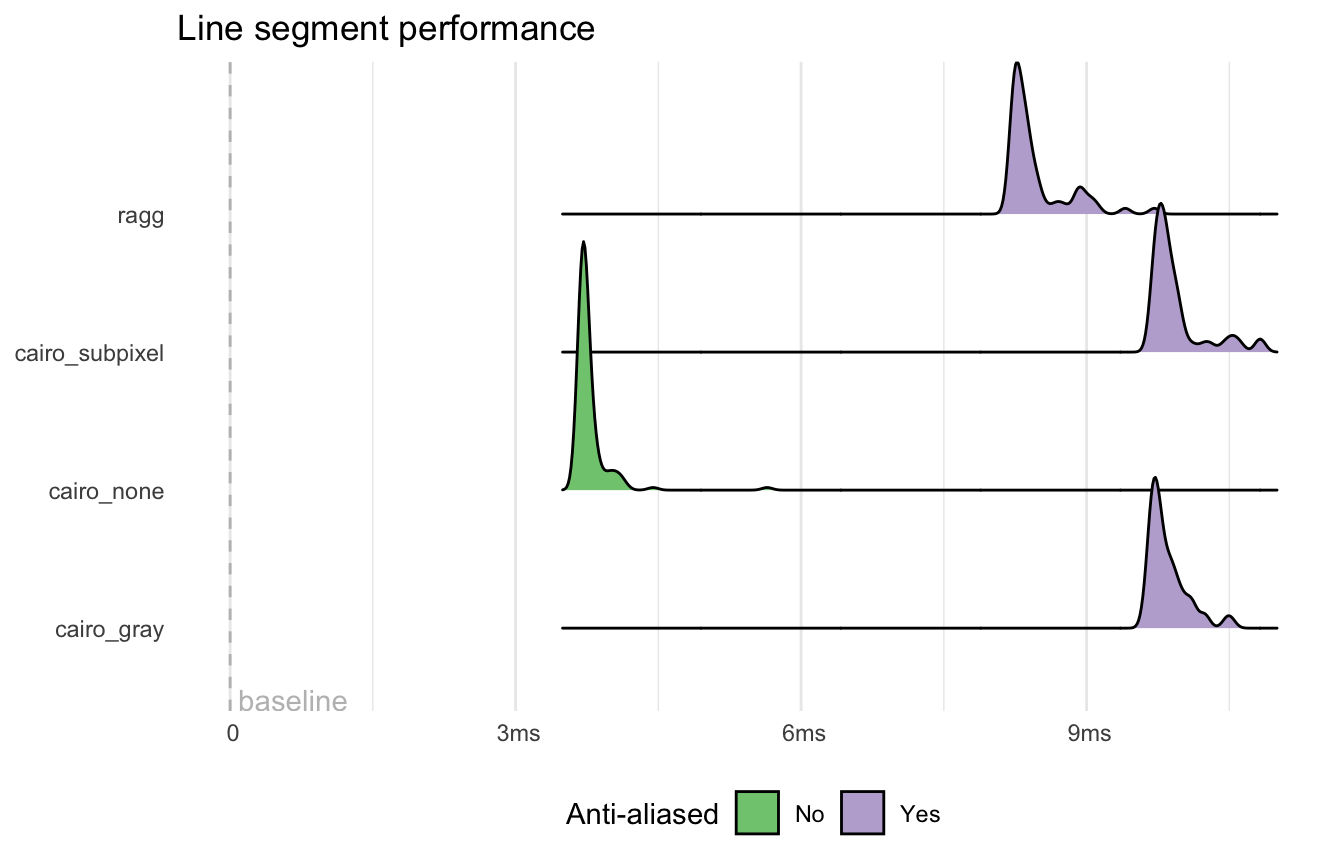 Line segment performance
ragg
cairo_subpixel
cairo_none
cairo_gray
baseline
0 3ms 6ms 9ms
Anti-aliased No Yes